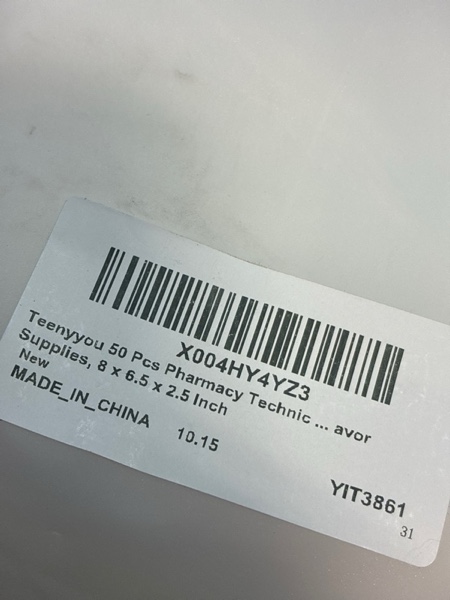 X004HY4YZ3
Teenyyou 50 Pcs Pharmacy Technic ... avor
Supplies, 8 x 6.5 x 2.5 Inch
New
MADE_IN_CHINA
10.15
YIT3861
31